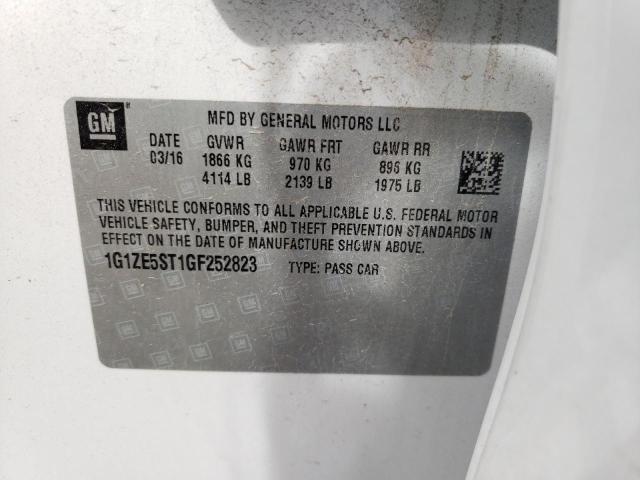 GM
MFD BY GENERAL MOTORS LLC
DATE GVWR GAWR FRT GAWR RR
03/16 1866 KG 970 KG 896 KG
4114 LB 2139 LB 1975 LB
THIS VEHICLE CONFORMS TO ALL APPLICABLE U.S. FEDERAL MOTOR
VEHICLE SAFETY, BUMPER, AND THEFT PREVENTION STANDARDS IN
EFFECT ON THE DATE OF MANUFACTURE SHOWN ABOVE.
1G1ZE5ST1GF252823 TYPE: PASS CAR